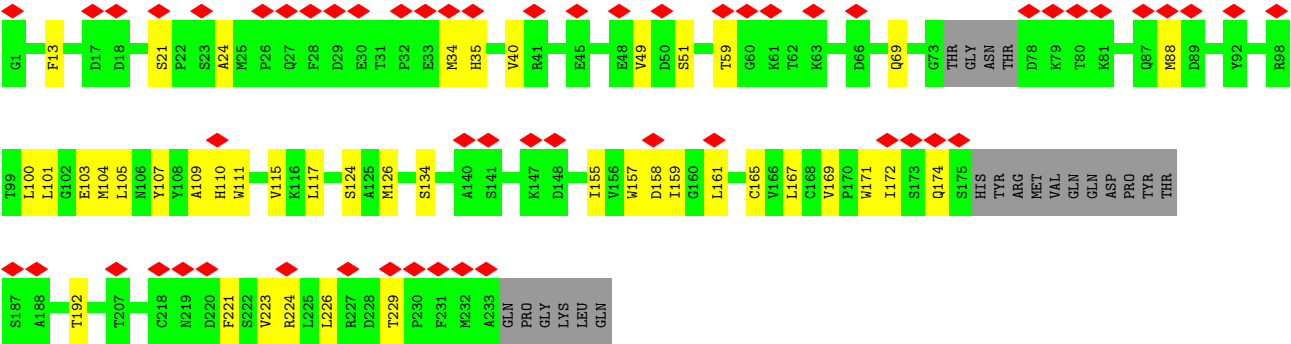 G1 F13 D17 D18 S21 P22 S23 A24 M25 P26 Q27 F28 D29 E30 T31 P32 E33 M34 H35 V40 R41 E45 E48 V49 D50 S51 T59 G60 K61 T62 K63 D66 Q69 G73 THR GLY ASN THR D78 K79 T80 K81 Q87 M88 D89 Y92 R98
T99 L100 L101 G102 E103 M104 L105 N106 Y107 Y108 A109 H110 W111 V115 K116 L117 S124 A125 M126 S134 A140 S141 K147 D148 I155 V156 W157 D158 I159 G160 L161 C165 V166 L167 C168 V169 P170 W171 I172 S173 Q174 S175 HIS TYR ARG MET VAL GLN GLN ASP PRO TYR THR
S187 A188 T192 T207 C218 N219 D220 F221 S222 V223 R224 L225 L226 R227 D228 T229 P230 F231 M232 A233 GLN PRO GLY LYS LEU GLN